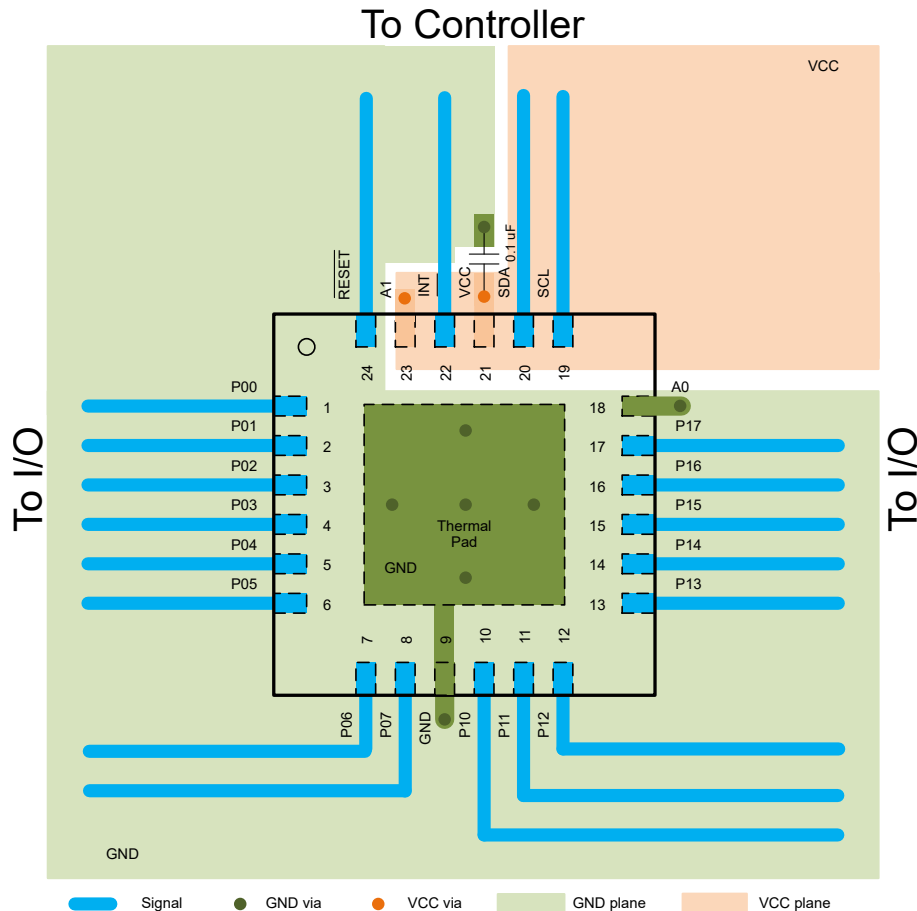 To Controller
VCC
RESET
A1
INT
VCC
0.1 uF
SDA
SCL
24
23
22
21
20
19
P00
1
P01
2
P02
3
P03
4
P04
5
P05
6
A0
18
P17
17
P16
16
P15
15
P14
14
P13
13
To I/O
To I/O
Thermal
Pad
GND
7
8
9
10
11
12
P06
P07
GND
P10
P11
P12
GND
Signal
GND via
VCC via
GND plane
VCC plane